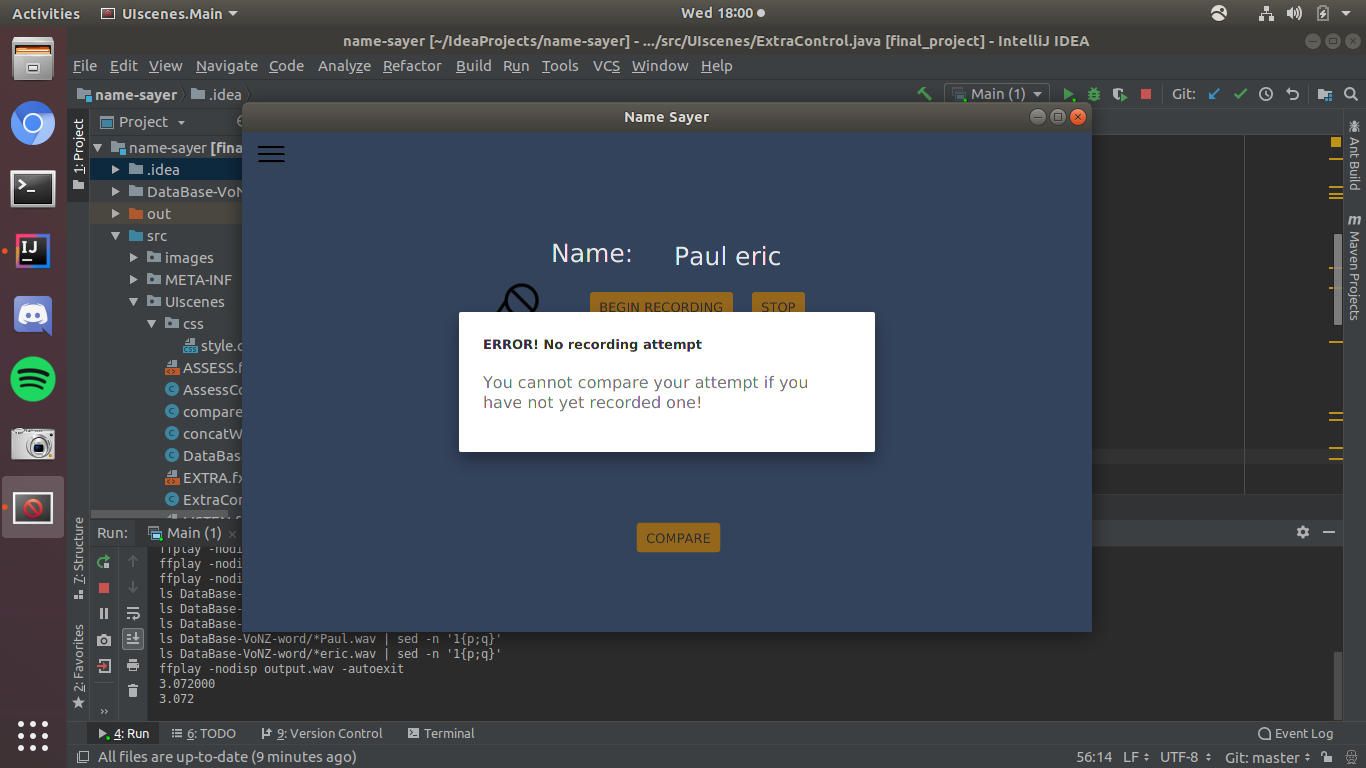 Activities
UIscenes.Main
Wed 18:00
name-sayer [~/IdeaProjects/name-sayer] - .../src/UIscenes/ExtraControl.java [final_project] - IntelliJ IDEA
File Edit View Navigate Code Analyze Refactor Build Run Tools VCS Window Help
name-sayer
.idea
Main (1)
Git:
Project
1: Project
name-sayer [fina
.idea
DataBase-VoN
out
src
images
META-INF
UIscenes
css
style.c
ASSESS.f
AssessCo
compare
concatW
DataBas
EXTRA.fx
ExtraCon
Name Sayer
Name: Paul eric
BEGIN RECORDING STOP
ERROR! No recording attempt
You cannot compare your attempt if you
have not yet recorded one!
COMPARE
Ant Build
Maven Projects
7: Structure
2: Favorites
Run: Main (1)
ffplay -nodi
ffplay -nodi
ffplay -nodi
ls DataBase-
ls DataBase-
ls DataBase-
ls DataBase-VoNZ-word/*Paul.wav | sed -n '1{p;q}'
ls DataBase-VoNZ-word/*eric.wav | sed -n '1{p;q}'
ffplay -nodisp output.wav -autoexit
3.072000
3.072
4: Run 6: TODO 9: Version Control Terminal Event Log
All files are up-to-date (9 minutes ago) 56:14 LF UTF-8 Git: master